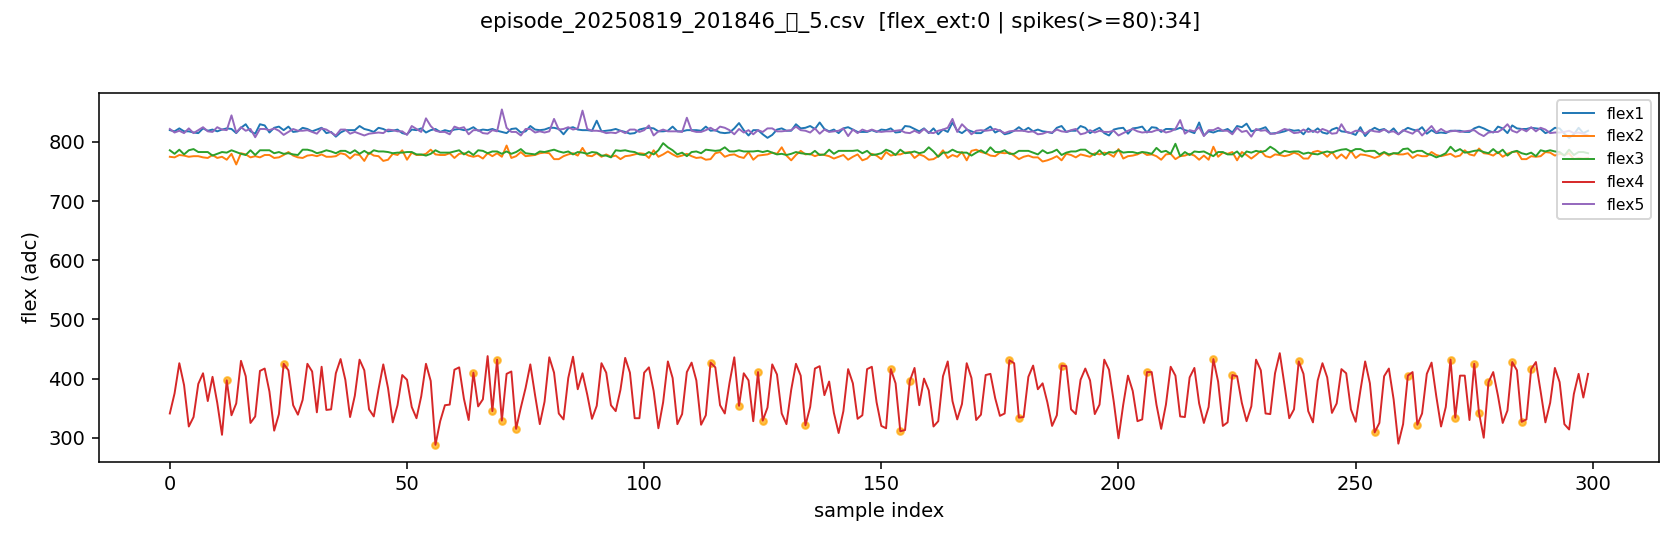 episode_20250819_201846_▯_5.csv  [flex_ext:0 | spikes(>=80):34]
flex1
flex2
flex3
flex4
flex5
800
700
600
500
400
300
flex (adc)
0
50
100
150
200
250
300
sample index